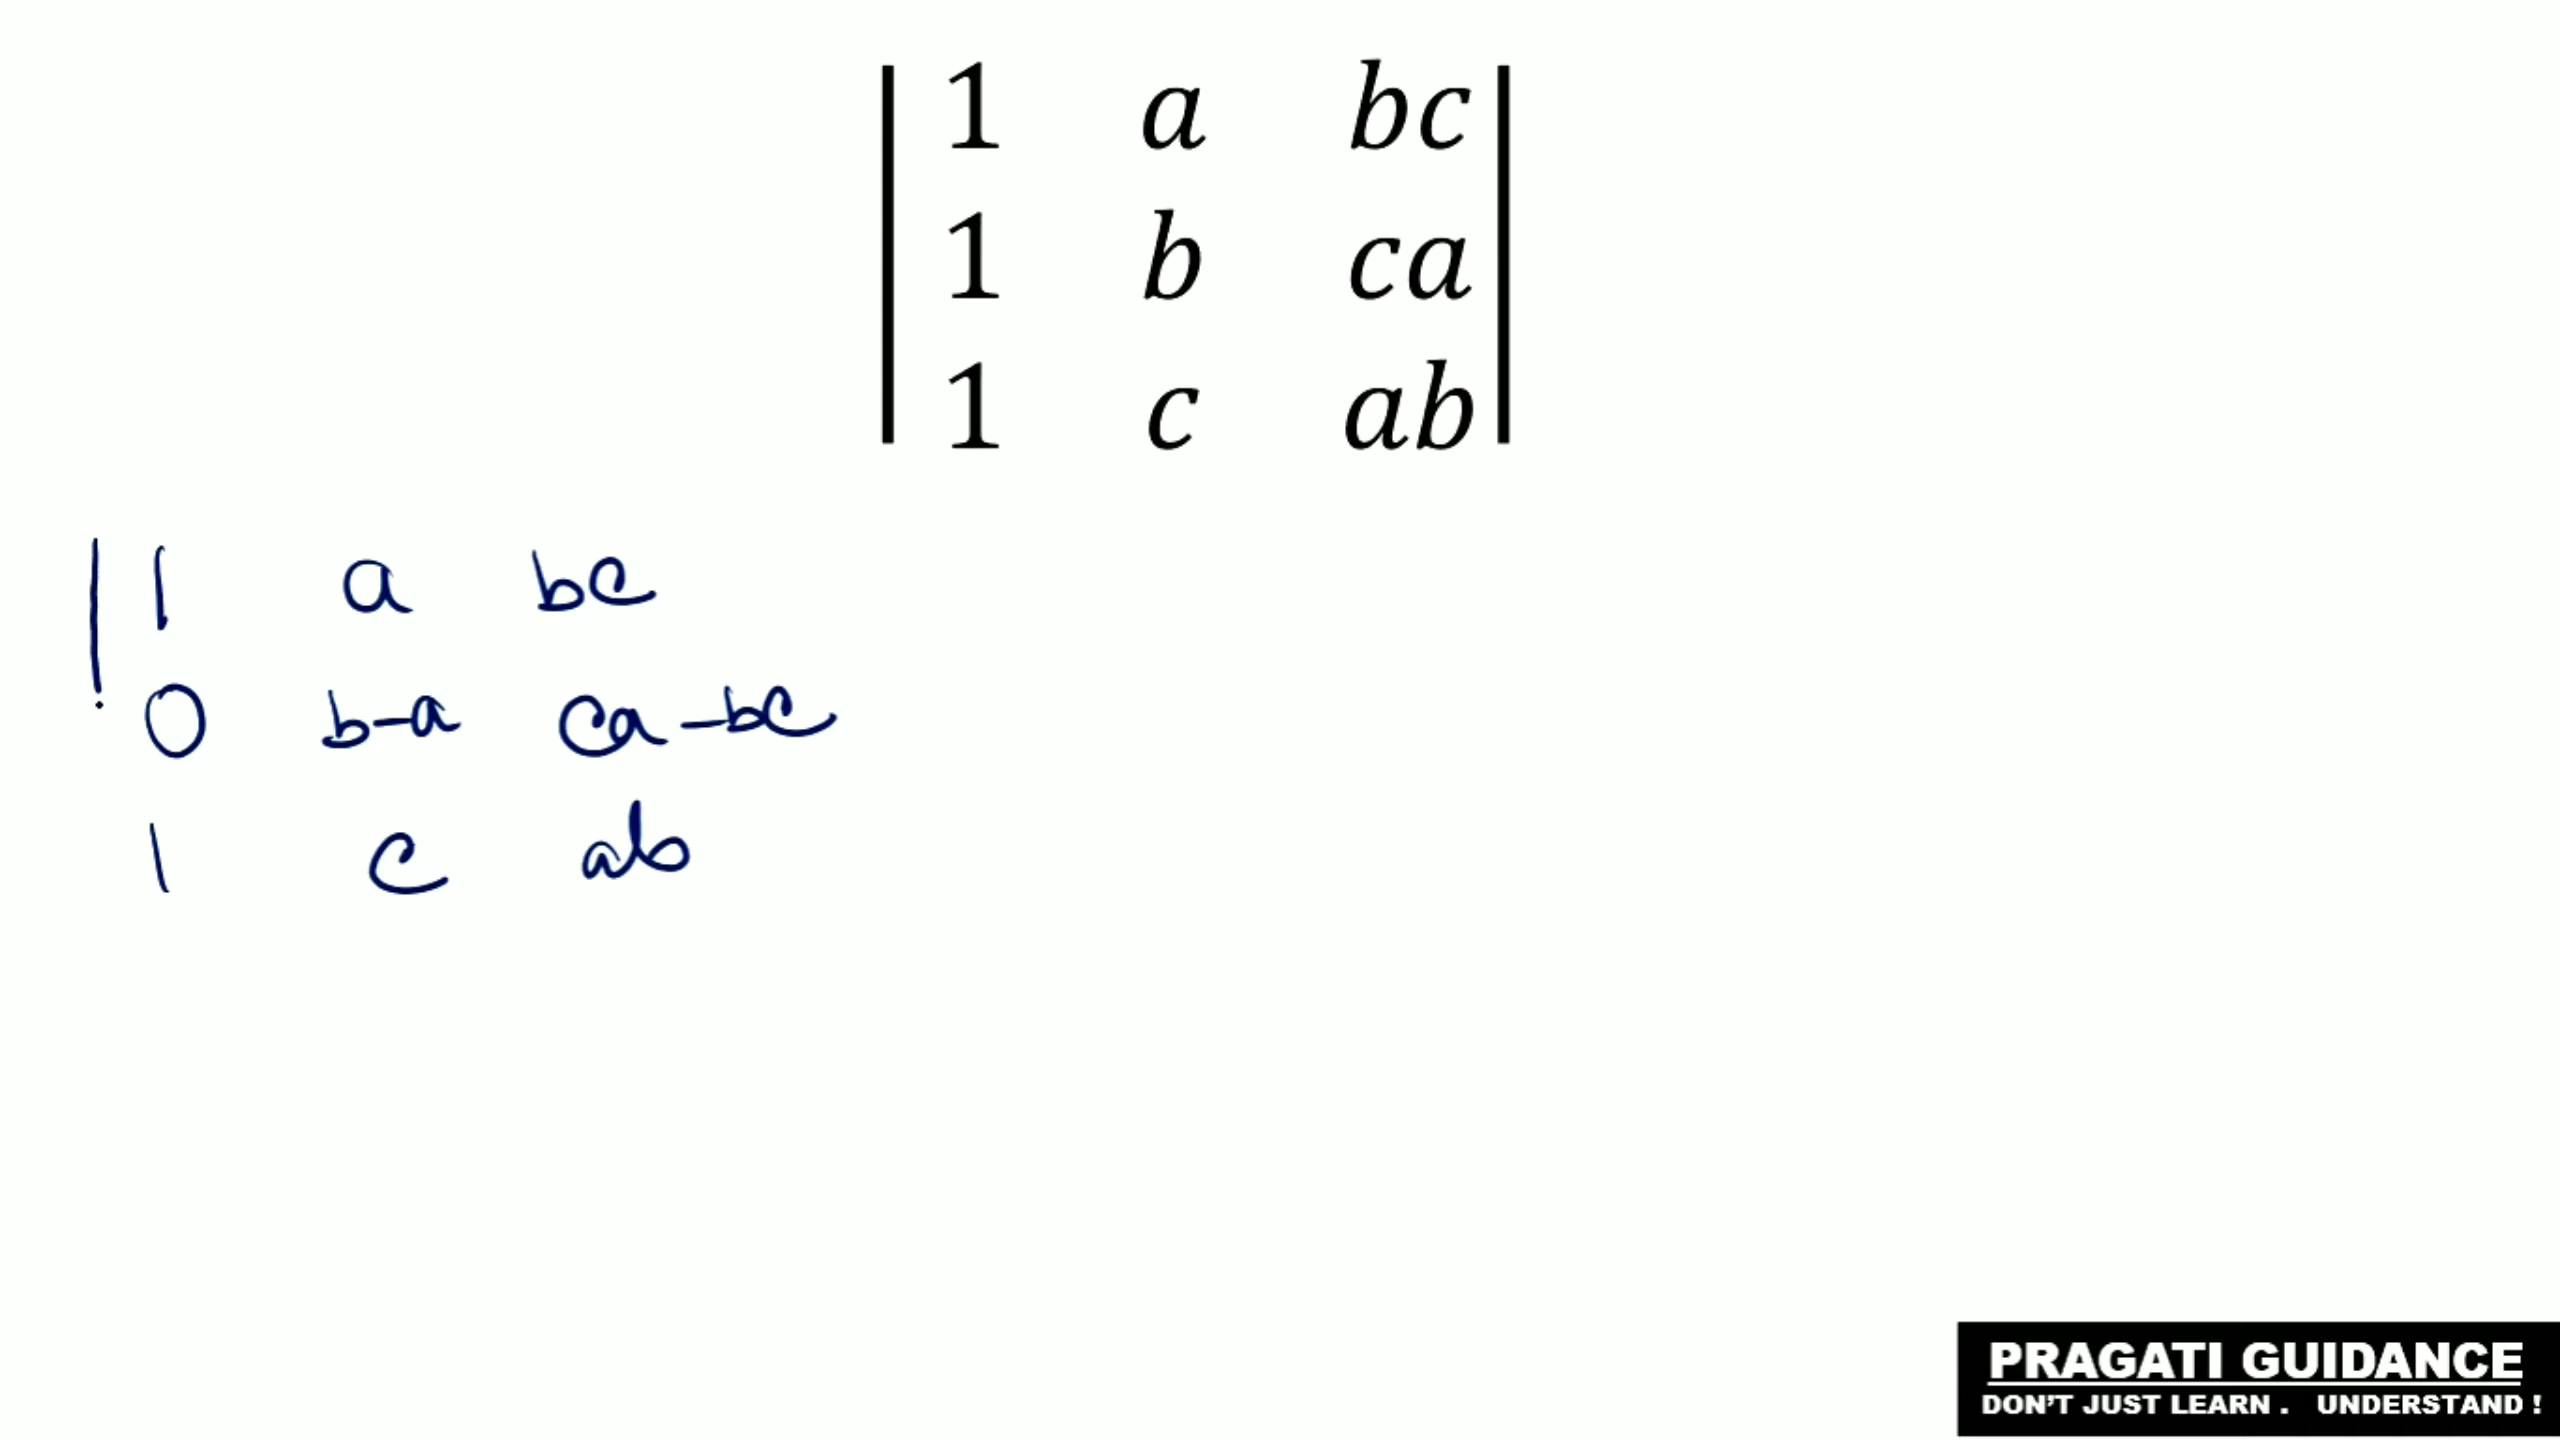 | 1 a bc |
| 1 b ca |
| 1 c ab |
| 1 a bc
0 b-a ca-bc
1 c ab
PRAGATI GUIDANCE
DON'T JUST LEARN . UNDERSTAND !